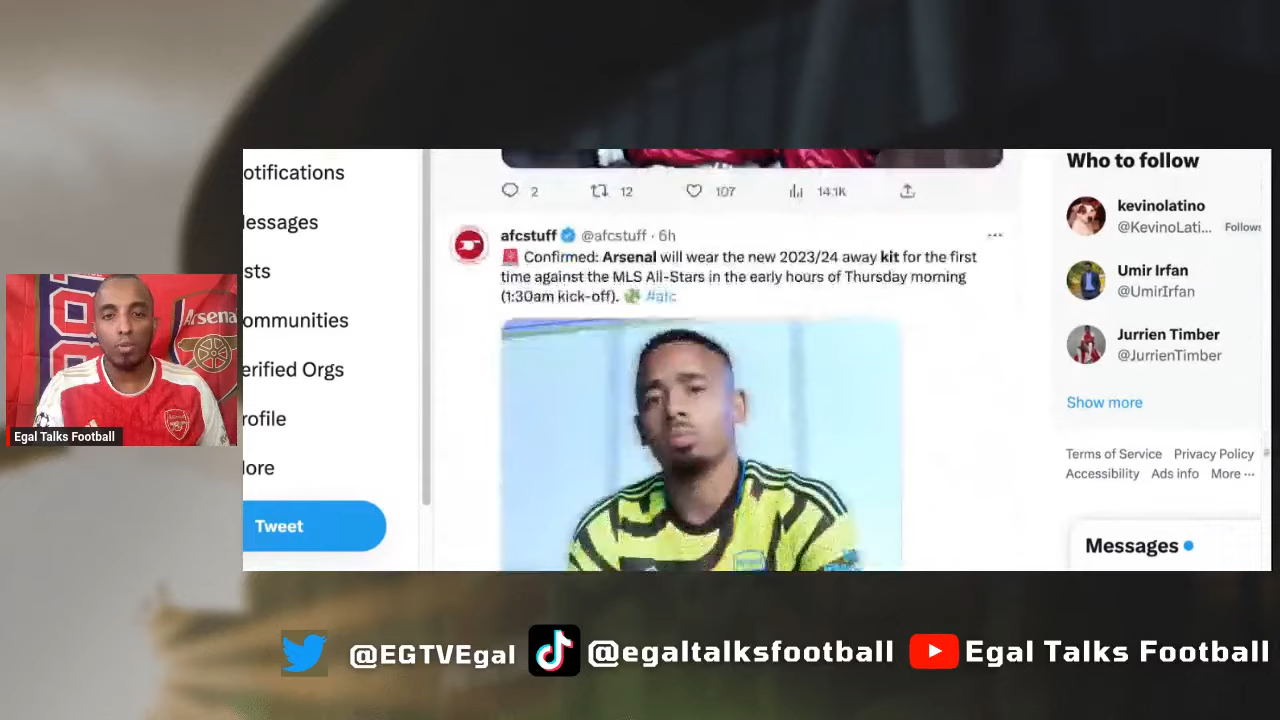 otifications
lessages
sts
ommunities
erified Orgs
rofile
lore
Tweet
2 12 107 14.1K
afcstuff @afcstuff · 6h
Confirmed: Arsenal will wear the new 2023/24 away kit for the first
time against the MLS All-Stars in the early hours of Thursday morning
(1:30am kick-off). #afc
Who to follow
kevinolatino
@KevinoLati... Follows
Umir Irfan
@UmirIrfan
Jurrien Timber
@JurrienTimber
Show more
Terms of Service Privacy Policy
Accessibility Ads info More ...
Messages
Arsenal
Egal Talks Football
@EGTVEgal @egaltalksfootball Egal Talks Football